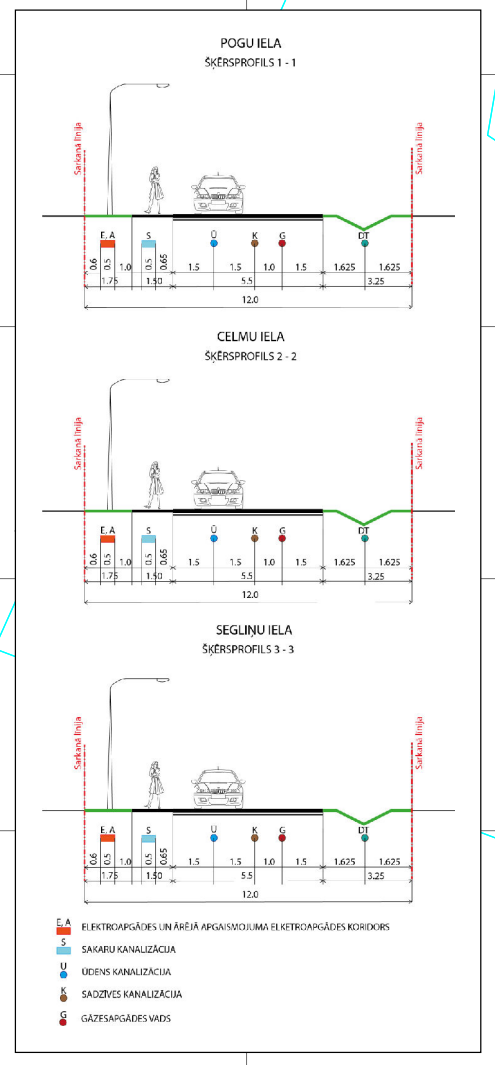 POGU IELA
ŠĶĒRSPROFILS 1 - 1
Sarkanā līnija
Sarkanā līnija
E, A S Ū K G DT
0.6 0.5 1.0 0.5 0.65 1.5 1.5 1.0 1.5 1.625 1.625
1.75 1.50 5.5 3.25
12.0
CELMU IELA
ŠĶĒRSPROFILS 2 - 2
Sarkanā līnija
Sarkanā līnija
E, A S Ū K G DT
0.6 0.5 1.0 0.5 0.65 1.5 1.5 1.0 1.5 1.625 1.625
1.75 1.50 5.5 3.25
12.0
SEGLIŅU IELA
ŠĶĒRSPROFILS 3 - 3
Sarkanā līnija
Sarkanā līnija
E, A S Ū K G DT
0.6 0.5 1.0 0.5 0.65 1.5 1.5 1.0 1.5 1.625 1.625
1.75 1.50 5.5 3.25
12.0
E, A ELEKTROAPGĀDES UN ĀRĒJĀ APGAISMOJUMA ELKETROAPGĀDES KORIDORS
S SAKARU KANALIZĀCIJA
Ū ŪDENS KANALIZĀCIJA
K SADZĪVES KANALIZĀCIJA
G GĀZESAPGĀDES VADS